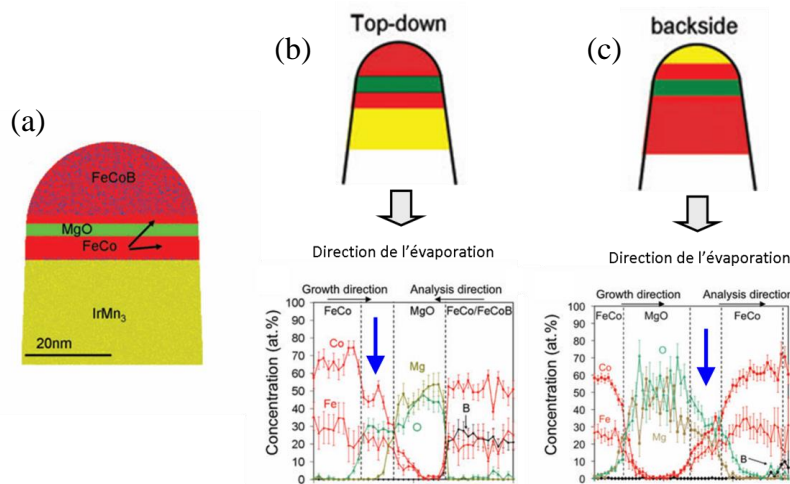 (a)
FeCoB
MgO
FeCo
IrMn3
20nm
(b)
Top-down
Direction de l'évaporation
Growth direction
Analysis direction
FeCo
MgO
FeCo/FeCoB
Concentration (at.%)
100
90
80
70
60
50
40
30
20
10
0
Co
Fe
Mg
O
B
(c)
backside
Direction de l'évaporation
Growth direction
Analysis direction
FeCo
MgO
FeCo
Concentration (at.%)
100
90
80
70
60
50
40
30
20
10
0
Co
Fe
O
Mg
B